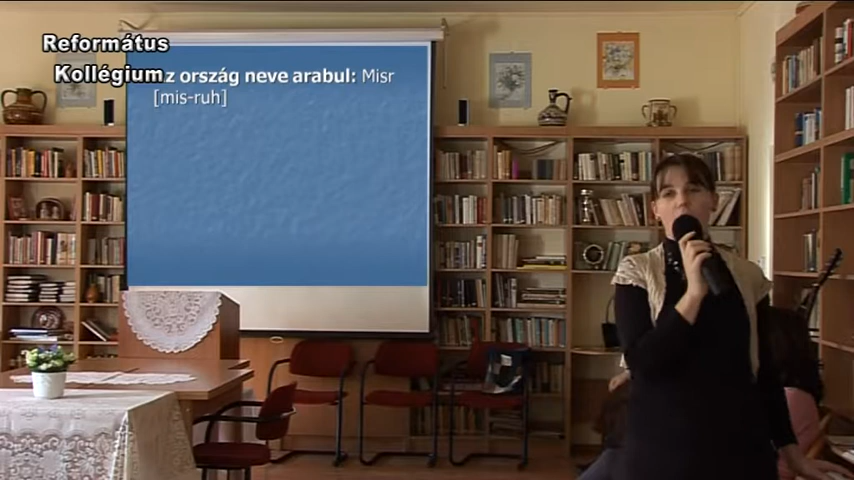 Református
Kollégium
z ország neve arabul: Misr
[mis-ruh]